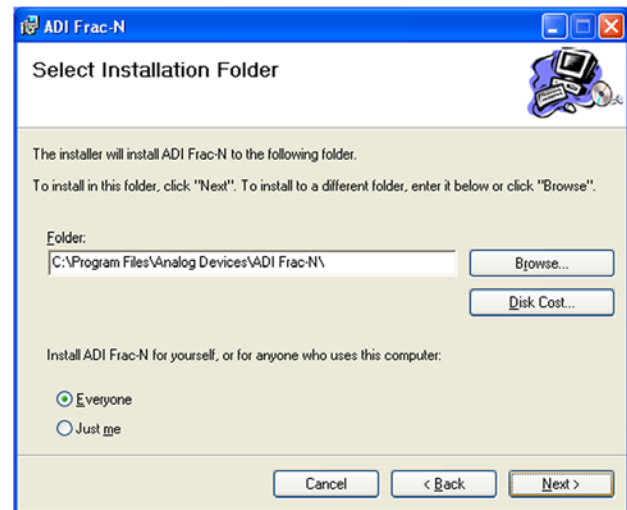 ADI Frac-N
Select Installation Folder
The installer will install ADI Frac-N to the following folder.
To install in this folder, click "Next". To install to a different folder, enter it below or click "Browse".
Folder:
C:\Program Files\Analog Devices\ADI Frac-N\
Browse...
Disk Cost...
Install ADI Frac-N for yourself, or for anyone who uses this computer:
Everyone
Just me
Cancel < Back Next >